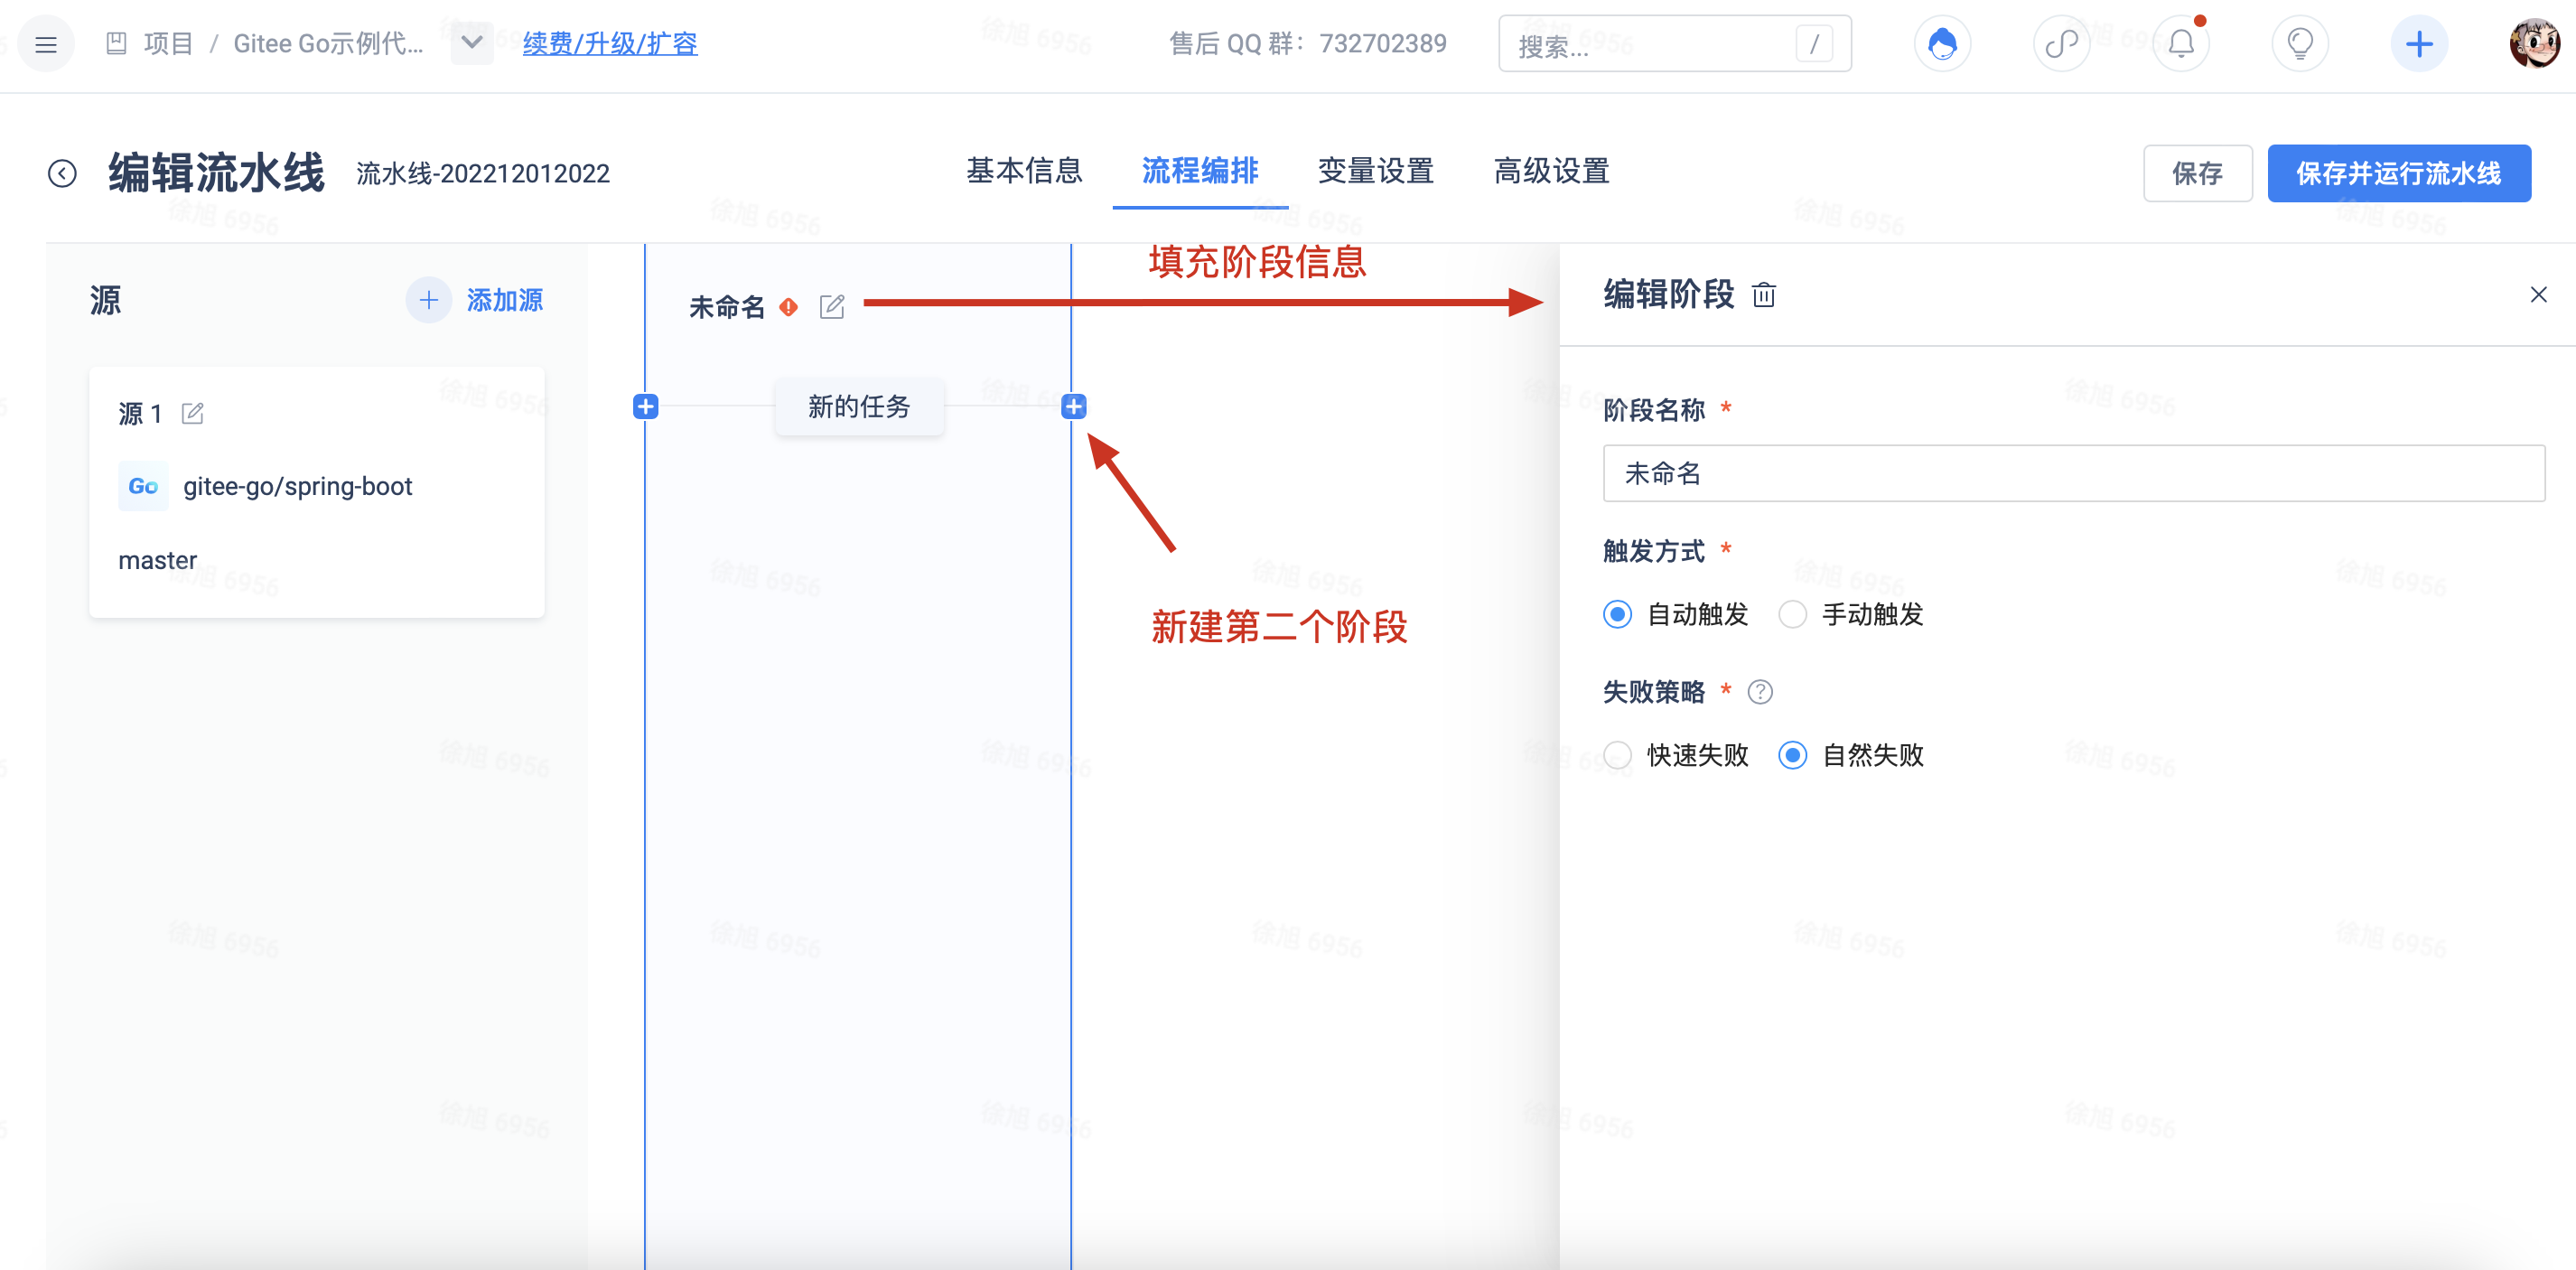 项目 / Gitee Go示例代... 续费/升级/扩容 售后 QQ 群：732702389 搜索... /
编辑流水线 流水线-202212012022 基本信息 流程编排 变量设置 高级设置 保存 保存并运行流水线
源 添加源
源 1
Go gitee-go/spring-boot
master
未命名
填充阶段信息
新的任务
新建第二个阶段
编辑阶段
阶段名称 *
未命名
触发方式 *
自动触发 手动触发
失败策略 * ?
快速失败 自然失败
徐旭 6956